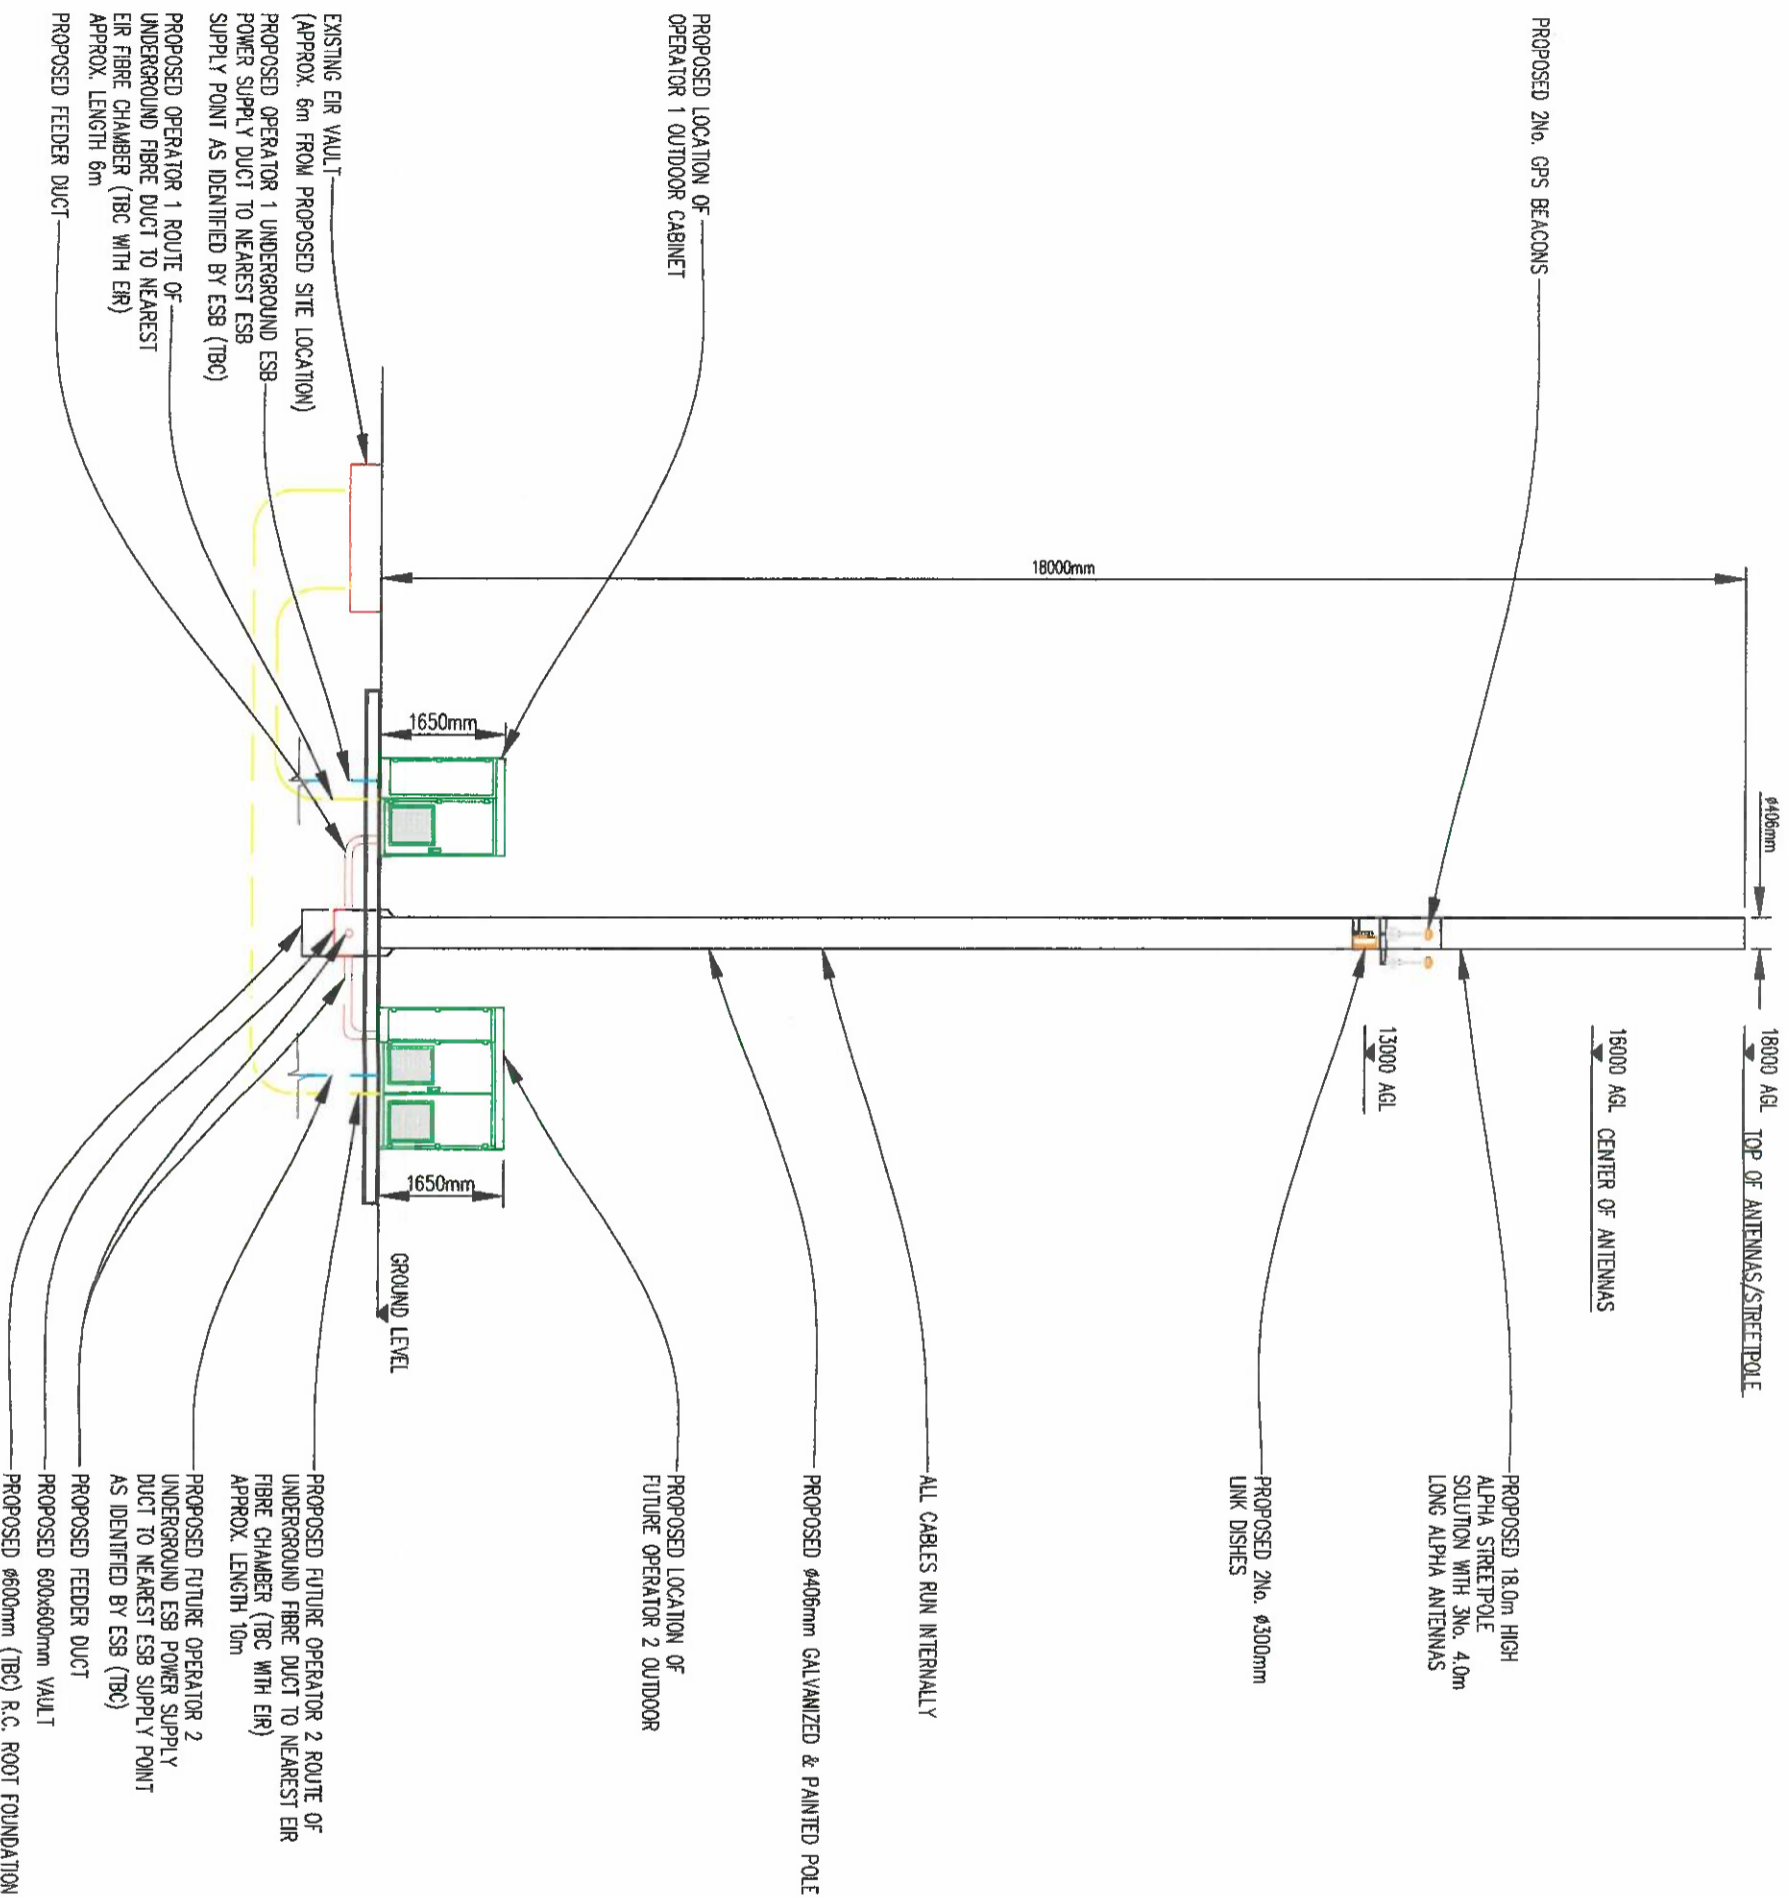 PROPOSED 2No. GPS BEACONS
PROPOSED LOCATION OF
OPERATOR 1 OUTDOOR CABINET
EXISTING EIR VAULT
(APPROX. 6m FROM PROPOSED SITE LOCATION)
PROPOSED OPERATOR 1 UNDERGROUND ESB
POWER SUPPLY DUCT TO NEAREST ESB
SUPPLY POINT AS IDENTIFIED BY ESB (TBC)
PROPOSED OPERATOR 1 ROUTE OF
UNDERGROUND FIBRE DUCT TO NEAREST
EIR FIBRE CHAMBER (TBC WITH EIR)
APPROX. LENGTH 6m
PROPOSED FEEDER DUCT
18000mm
1650mm
ø406mm
18000 AGL TOP OF ANTENNAS/STREETPOLE
16000 AGL CENTER OF ANTENNAS
13000 AGL
1650mm
GROUND LEVEL
PROPOSED 18.0m HIGH
ALPHA STREETPOLE
SOLUTION WITH 3No. 4.0m
LONG ALPHA ANTENNAS
PROPOSED 2No. ø300mm
LINK DISHES
ALL CABLES RUN INTERNALLY
PROPOSED ø406mm GALVANIZED & PAINTED POLE
PROPOSED LOCATION OF
FUTURE OPERATOR 2 OUTDOOR
PROPOSED FUTURE OPERATOR 2 ROUTE OF
UNDERGROUND FIBRE DUCT TO NEAREST EIR
FIBRE CHAMBER (TBC WITH EIR)
APPROX. LENGTH 10m
PROPOSED FUTURE OPERATOR 2
UNDERGROUND ESB POWER SUPPLY
DUCT TO NEAREST ESB SUPPLY POINT
AS IDENTIFIED BY ESB (TBC)
PROPOSED FEEDER DUCT
PROPOSED 600x600mm VAULT
PROPOSED ø600mm (TBC) R.C. ROOT FOUNDATION